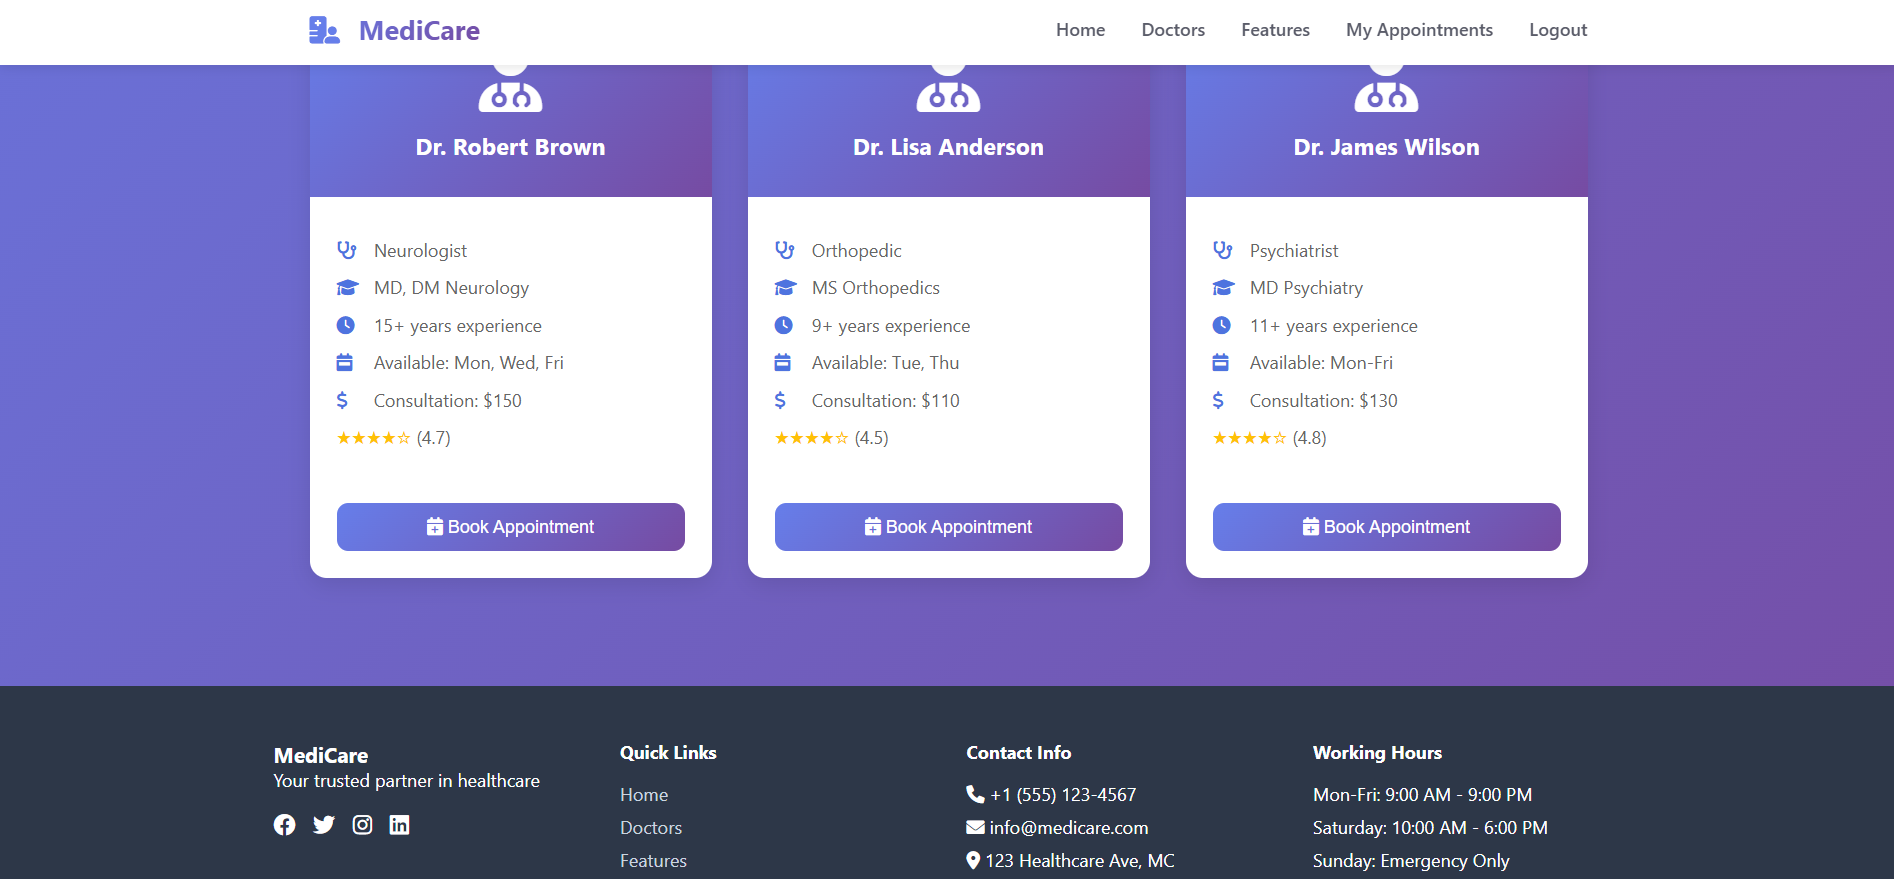 MediCare
Home Doctors Features My Appointments Logout
Dr. Robert Brown
Neurologist
MD, DM Neurology
15+ years experience
Available: Mon, Wed, Fri
Consultation: $150
★★★★☆ (4.7)
Book Appointment
Dr. Lisa Anderson
Orthopedic
MS Orthopedics
9+ years experience
Available: Tue, Thu
Consultation: $110
★★★★☆ (4.5)
Book Appointment
Dr. James Wilson
Psychiatrist
MD Psychiatry
11+ years experience
Available: Mon-Fri
Consultation: $130
★★★★☆ (4.8)
Book Appointment
MediCare
Your trusted partner in healthcare
Quick Links
Home
Doctors
Features
Contact Info
+1 (555) 123-4567
info@medicare.com
123 Healthcare Ave, MC
Working Hours
Mon-Fri: 9:00 AM - 9:00 PM
Saturday: 10:00 AM - 6:00 PM
Sunday: Emergency Only